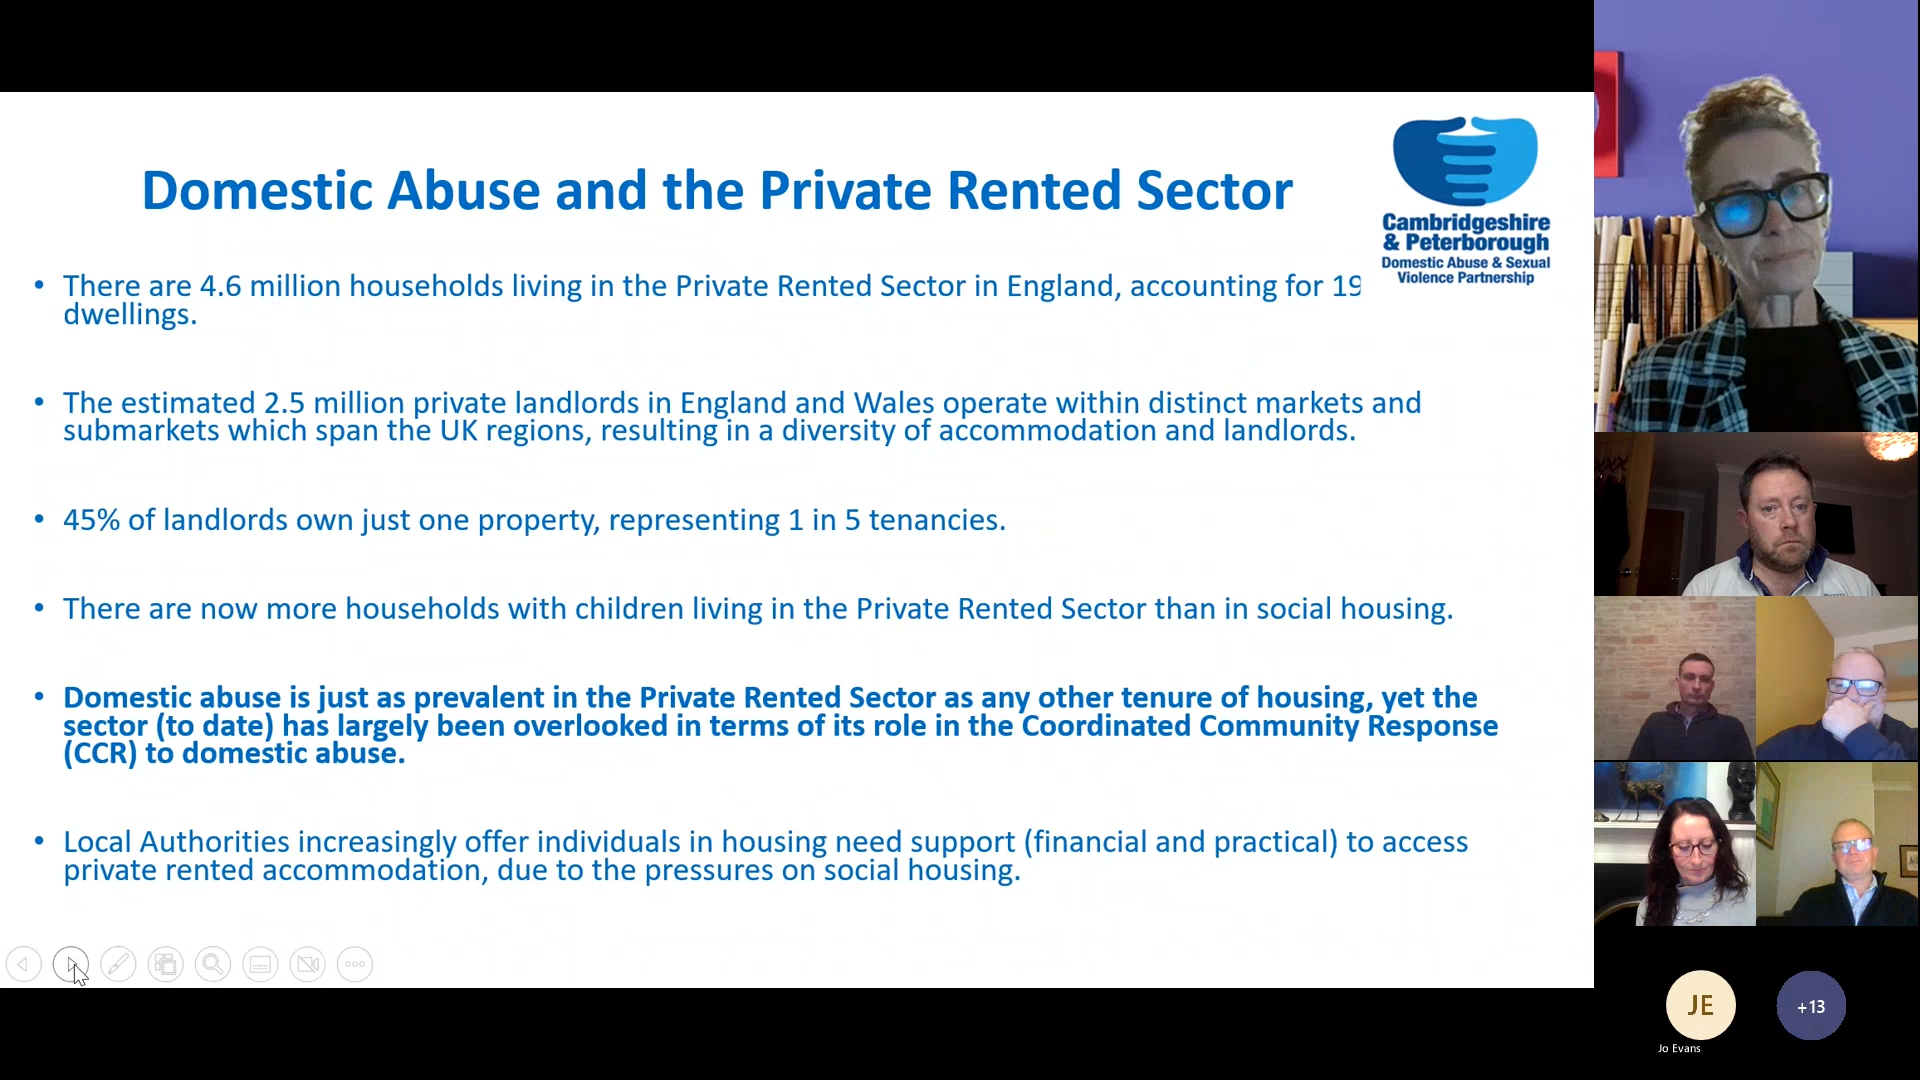 Domestic Abuse and the Private Rented Sector
Cambridgeshire
& Peterborough
Domestic Abuse & Sexual
Violence Partnership
• There are 4.6 million households living in the Private Rented Sector in England, accounting for 19
dwellings.
• The estimated 2.5 million private landlords in England and Wales operate within distinct markets and
submarkets which span the UK regions, resulting in a diversity of accommodation and landlords.
• 45% of landlords own just one property, representing 1 in 5 tenancies.
• There are now more households with children living in the Private Rented Sector than in social housing.
• Domestic abuse is just as prevalent in the Private Rented Sector as any other tenure of housing, yet the
sector (to date) has largely been overlooked in terms of its role in the Coordinated Community Response
(CCR) to domestic abuse.
• Local Authorities increasingly offer individuals in housing need support (financial and practical) to access
private rented accommodation, due to the pressures on social housing.
JE
+13
Jo Evans